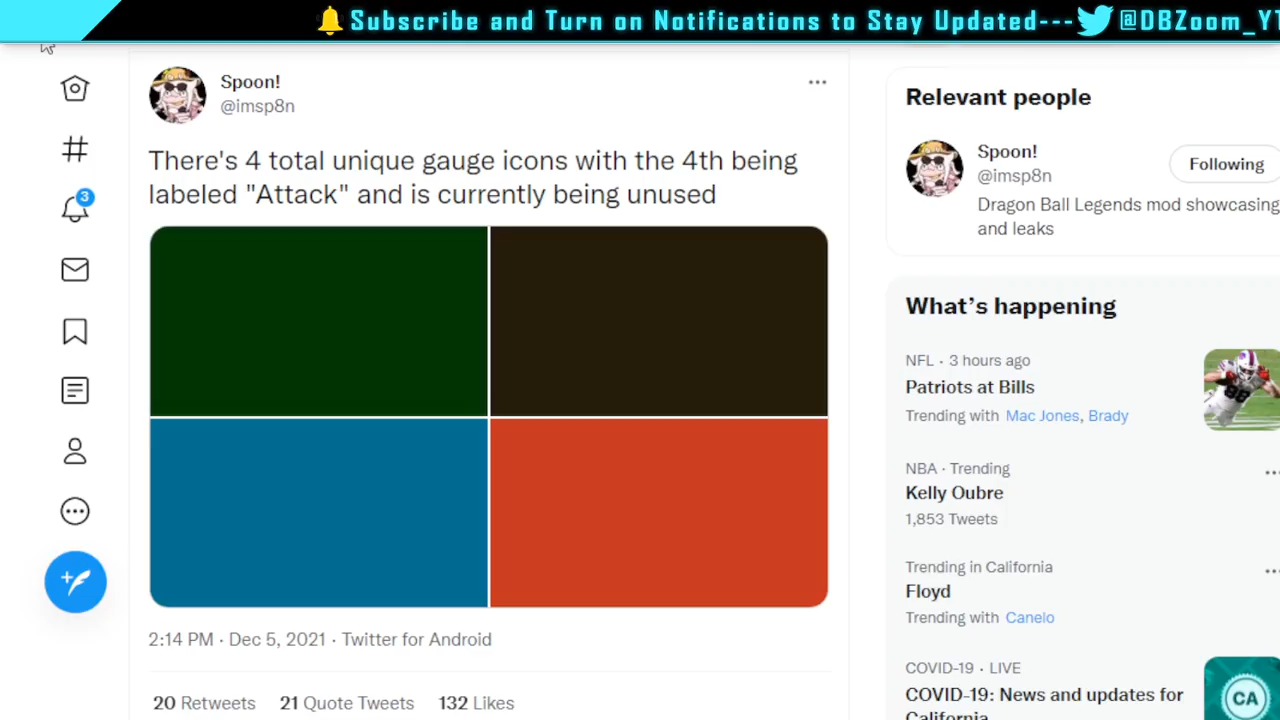 Subscribe and Turn on Notifications to Stay Updated---@DBZoom_Y
Spoon!
@imsp8n
There's 4 total unique gauge icons with the 4th being
labeled "Attack" and is currently being unused
2:14 PM · Dec 5, 2021 · Twitter for Android
20 Retweets 21 Quote Tweets 132 Likes
3
Relevant people
Spoon!
@imsp8n
Following
Dragon Ball Legends mod showcasing
and leaks
What's happening
NFL · 3 hours ago
Patriots at Bills
Trending with Mac Jones, Brady
NBA · Trending
Kelly Oubre
1,853 Tweets
Trending in California
Floyd
Trending with Canelo
COVID-19 · LIVE
COVID-19: News and updates for
California
CA